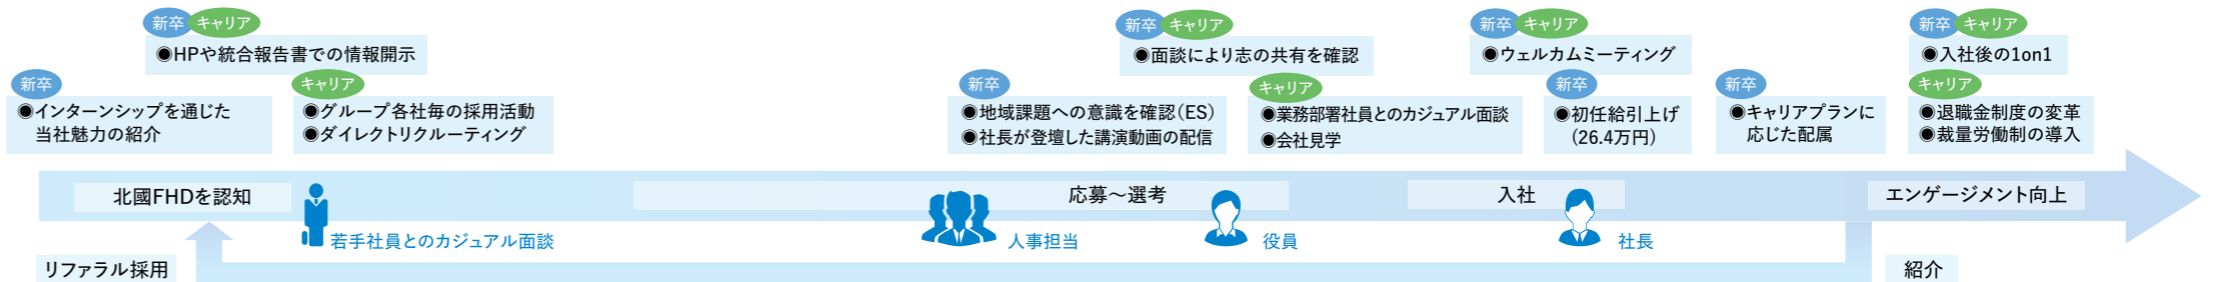 新卒 キャリア
◉HPや統合報告書での情報開示
新卒
◉インターンシップを通じた
当社魅力の紹介
キャリア
◉グループ各社毎の採用活動
◉ダイレクトリクルーティング
新卒 キャリア
◉面談により志の共有を確認
新卒
◉地域課題への意識を確認(ES)
◉社長が登壇した講演動画の配信
キャリア
◉業務部署社員とのカジュアル面談
◉会社見学
新卒 キャリア
◉ウェルカムミーティング
新卒
◉初任給引上げ
(26.4万円)
新卒
◉キャリアプランに
応じた配属
新卒 キャリア
◉入社後の1on1
キャリア
◉退職金制度の変革
◉裁量労働制の導入
北國FHDを認知
応募～選考
入社
エンゲージメント向上
若手社員とのカジュアル面談
人事担当
役員
社長
リファラル採用
紹介